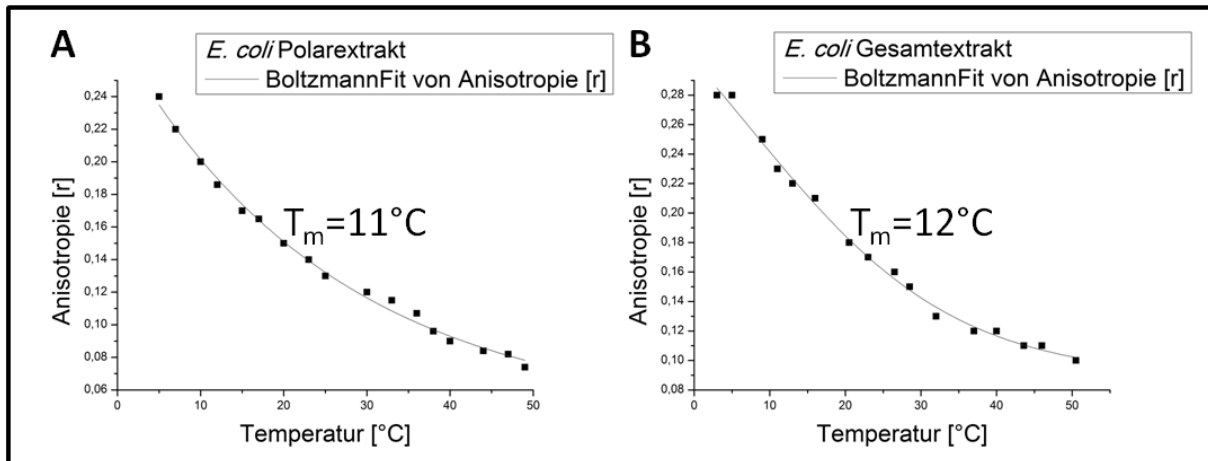 A
E. coli Polarextrakt
BoltzmannFit von Anisotropie [r]
0,24
0,22
0,20
0,18
0,16
0,14
0,12
0,10
0,08
0,06
Anisotropie [r]
Tm=11°C
0 10 20 30 40 50
Temperatur [°C]
B
E. coli Gesamtextrakt
BoltzmannFit von Anisotropie [r]
0,28
0,26
0,24
0,22
0,20
0,18
0,16
0,14
0,12
0,10
0,08
Anisotropie [r]
Tm=12°C
0 10 20 30 40 50
Temperatur [°C]